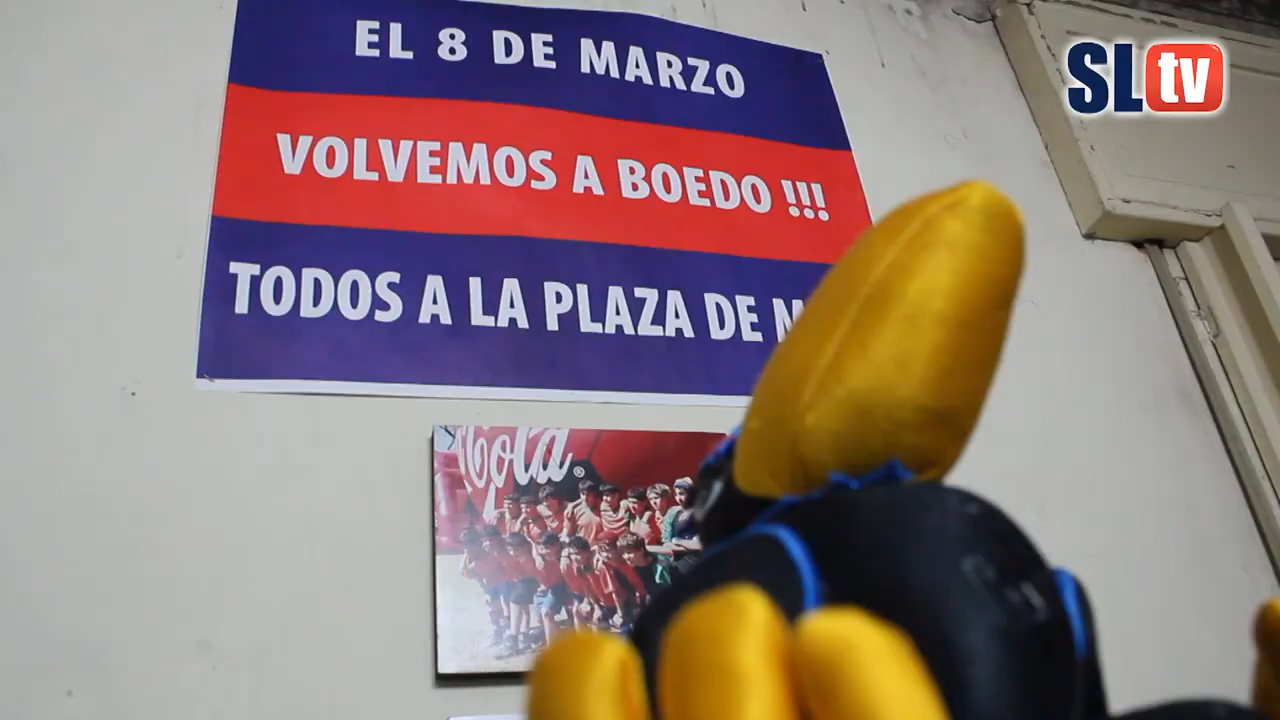 SLtv
EL 8 DE MARZO
VOLVEMOS A BOEDO !!!
TODOS A LA PLAZA DE
Cola®